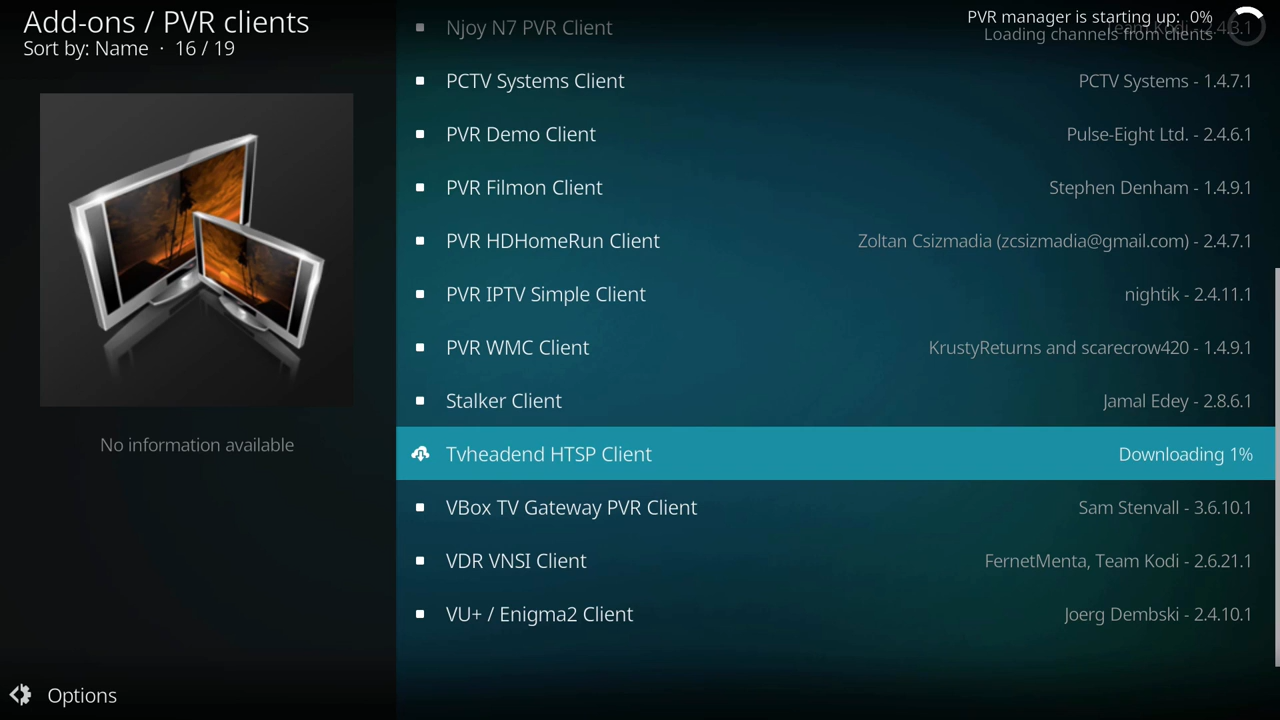 Add-ons / PVR clients
Sort by: Name · 16 / 19
PVR manager is starting up: 0%
Loading channels from clients
Njoy N7 PVR Client Team Kodi - 2.4.3.1
PCTV Systems Client PCTV Systems - 1.4.7.1
PVR Demo Client Pulse-Eight Ltd. - 2.4.6.1
PVR Filmon Client Stephen Denham - 1.4.9.1
PVR HDHomeRun Client Zoltan Csizmadia (zcsizmadia@gmail.com) - 2.4.7.1
PVR IPTV Simple Client nightik - 2.4.11.1
PVR WMC Client KrustyReturns and scarecrow420 - 1.4.9.1
Stalker Client Jamal Edey - 2.8.6.1
Tvheadend HTSP Client Downloading 1%
VBox TV Gateway PVR Client Sam Stenvall - 3.6.10.1
VDR VNSI Client FernetMenta, Team Kodi - 2.6.21.1
VU+ / Enigma2 Client Joerg Dembski - 2.4.10.1
No information available
Options